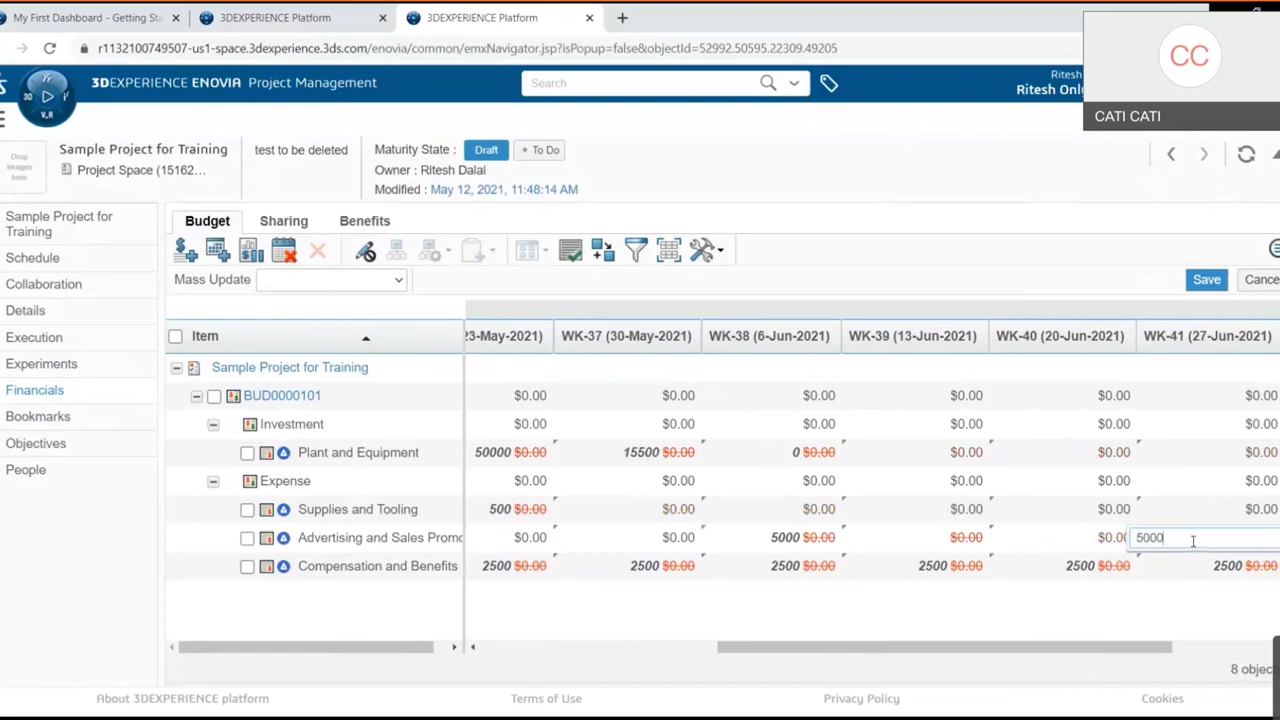 My First Dashboard - Getting Sta
3DEXPERIENCE Platform
3DEXPERIENCE Platform
r1132100749507-us1-space.3dexperience.3ds.com/enovia/common/emxNavigator.jsp?isPopup=false&objectId=52992.50595.22309.49205
CC
CATI CATI
3DEXPERIENCE ENOVIA Project Management
Search
Ritesh
Ritesh Only
3D
V.R
Drop images here
Sample Project for Training
Project Space (15162...
test to be deleted
Maturity State : Draft To Do
Owner : Ritesh Dalal
Modified : May 12, 2021, 11:48:14 AM
Sample Project for Training
Schedule
Collaboration
Details
Execution
Experiments
Financials
Bookmarks
Objectives
People
Budget Sharing Benefits
Mass Update
Save Cance
Item 23-May-2021) WK-37 (30-May-2021) WK-38 (6-Jun-2021) WK-39 (13-Jun-2021) WK-40 (20-Jun-2021) WK-41 (27-Jun-2021)
Sample Project for Training
BUD0000101 $0.00 $0.00 $0.00 $0.00 $0.00 $0.00
Investment $0.00 $0.00 $0.00 $0.00 $0.00 $0.00
Plant and Equipment 50000 $0.00 15500 $0.00 0 $0.00 $0.00 $0.00 $0.00
Expense $0.00 $0.00 $0.00 $0.00 $0.00 $0.00
Supplies and Tooling 500 $0.00 $0.00 $0.00 $0.00 $0.00 $0.00
Advertising and Sales Promo $0.00 $0.00 5000 $0.00 $0.00 $0.00 5000
Compensation and Benefits 2500 $0.00 2500 $0.00 2500 $0.00 2500 $0.00 2500 $0.00 2500 $0.00
8 objec
About 3DEXPERIENCE platform Terms of Use Privacy Policy Cookies